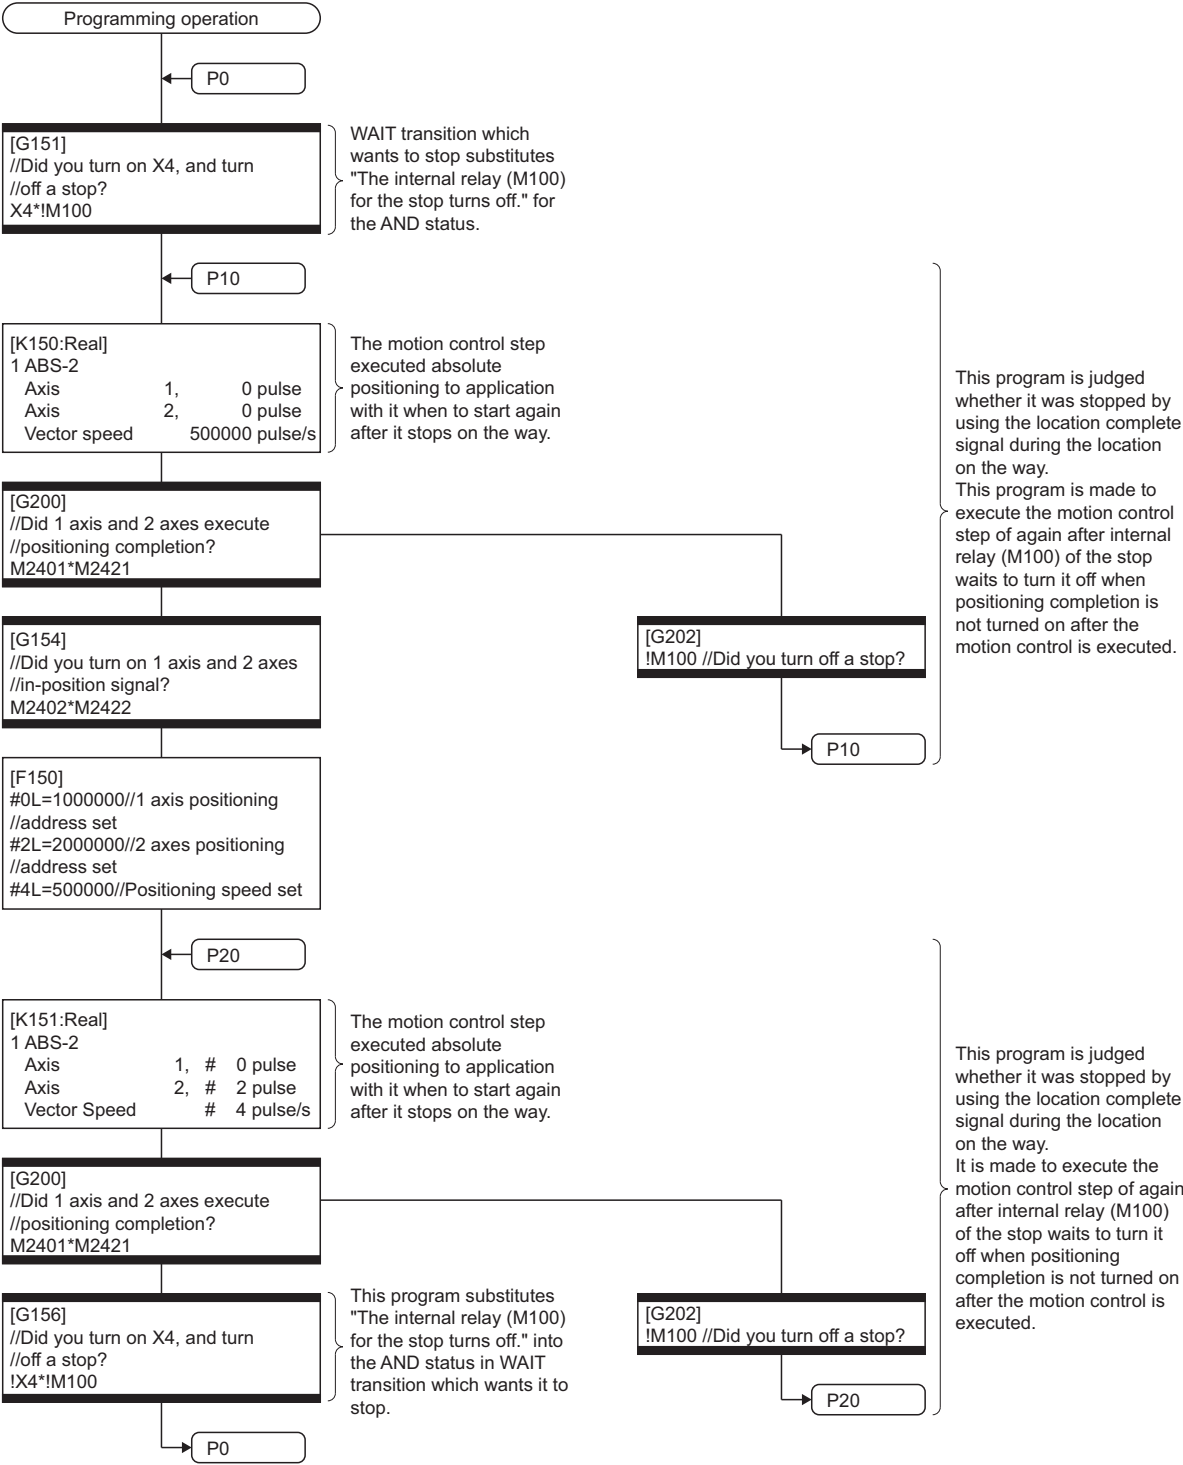 Programming operation
P0
[G151]
//Did you turn on X4, and turn
//off a stop?
X4*!M100
WAIT transition which
wants to stop substitutes
"The internal relay (M100)
for the stop turns off." for
the AND status.
P10
[K150:Real]
1 ABS-2
Axis 1, 0 pulse
Axis 2, 0 pulse
Vector speed 500000 pulse/s
The motion control step
executed absolute
positioning to application
with it when to start again
after it stops on the way.
[G200]
//Did 1 axis and 2 axes execute
//positioning completion?
M2401*M2421
[G154]
//Did you turn on 1 axis and 2 axes
//in-position signal?
M2402*M2422
[G202]
!M100 //Did you turn off a stop?
P10
This program is judged
whether it was stopped by
using the location complete
signal during the location
on the way.
This program is made to
execute the motion control
step of again after internal
relay (M100) of the stop
waits to turn it off when
positioning completion is
not turned on after the
motion control is executed.
[F150]
#0L=1000000//1 axis positioning
//address set
#2L=2000000//2 axes positioning
//address set
#4L=500000//Positioning speed set
P20
[K151:Real]
1 ABS-2
Axis 1, # 0 pulse
Axis 2, # 2 pulse
Vector Speed # 4 pulse/s
The motion control step
executed absolute
positioning to application
with it when to start again
after it stops on the way.
[G200]
//Did 1 axis and 2 axes execute
//positioning completion?
M2401*M2421
[G156]
//Did you turn on X4, and turn
//off a stop?
!X4*!M100
This program substitutes
"The internal relay (M100)
for the stop turns off." into
the AND status in WAIT
transition which wants it to
stop.
P0
[G202]
!M100 //Did you turn off a stop?
P20
This program is judged
whether it was stopped by
using the location complete
signal during the location
on the way.
It is made to execute the
motion control step of again
after internal relay (M100)
of the stop waits to turn it
off when positioning
completion is not turned on
after the motion control is
executed.